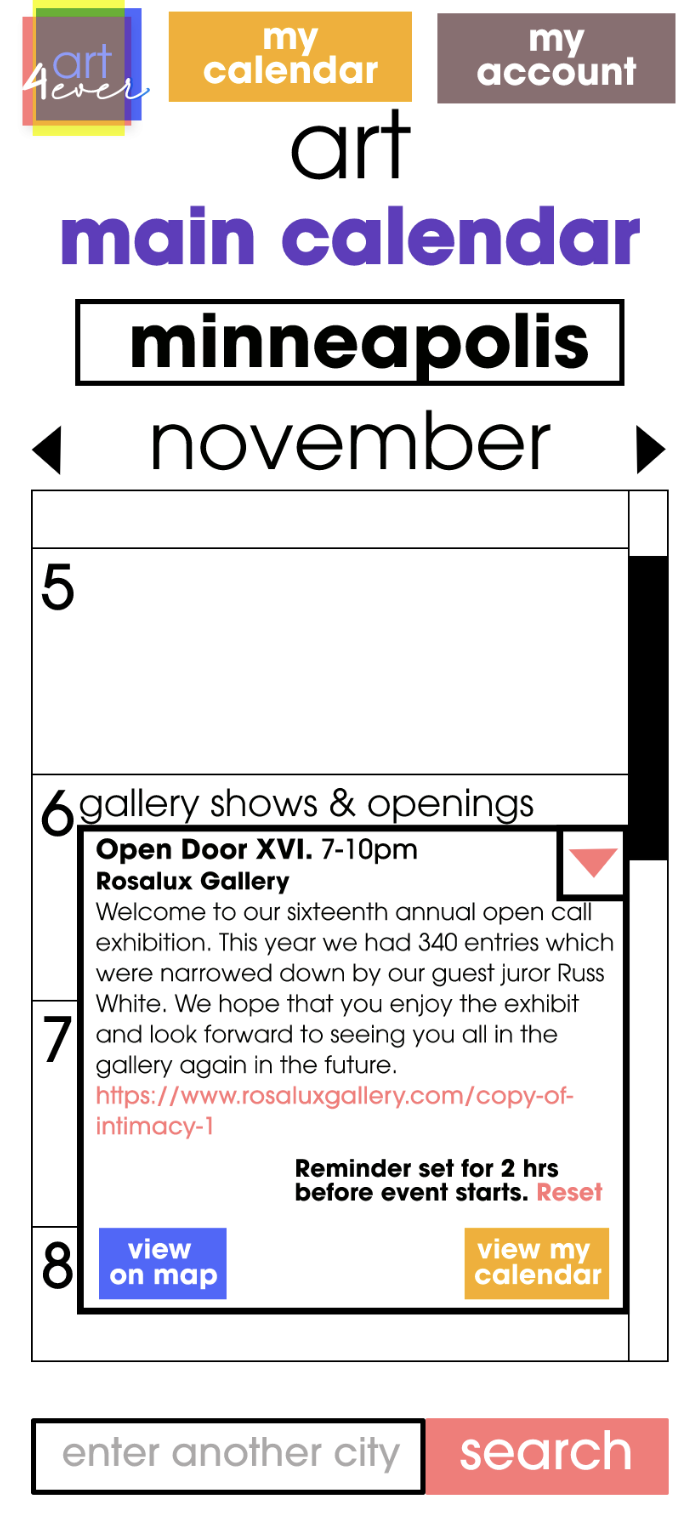 art
4ever
my
calendar
my
account
art
main calendar
minneapolis
november
5
6
gallery shows & openings
Open Door XVI. 7-10pm
Rosalux Gallery
Welcome to our sixteenth annual open call
exhibition. This year we had 340 entries which
were narrowed down by our guest juror Russ
White. We hope that you enjoy the exhibit
and look forward to seeing you all in the
gallery again in the future.
https://www.rosaluxgallery.com/copy-of-
intimacy-1
Reminder set for 2 hrs
before event starts. Reset
view
on map
view my
calendar
7
8
enter another city
search